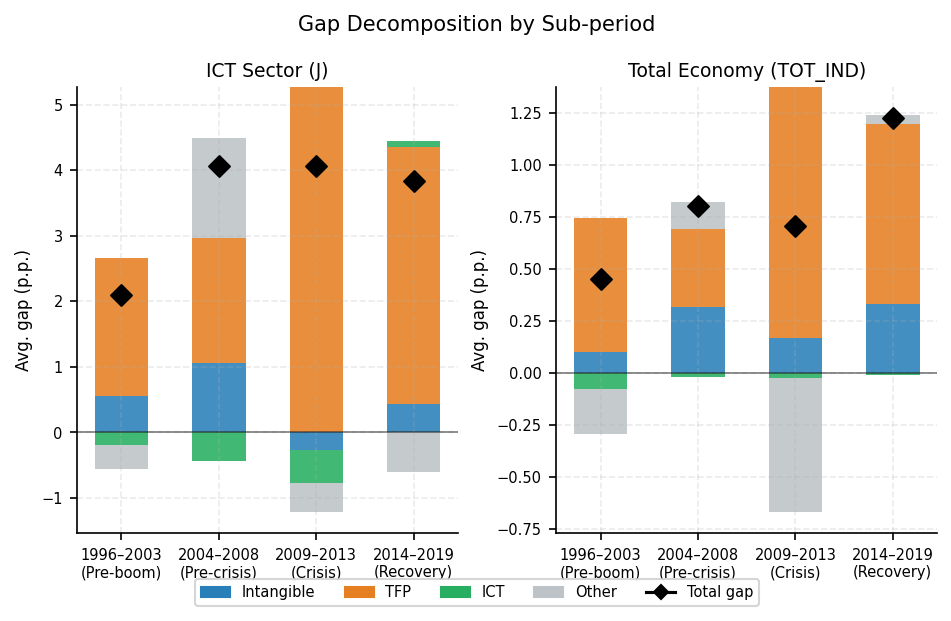 Gap Decomposition by Sub-period
ICT Sector (J)
Avg. gap (p.p.)
5
4
3
2
1
0
−1
1996–2003
(Pre-boom)
2004–2008
(Pre-crisis)
2009–2013
(Crisis)
2014–2019
(Recovery)
Total Economy (TOT_IND)
Avg. gap (p.p.)
1.25
1.00
0.75
0.50
0.25
0.00
−0.25
−0.50
−0.75
1996–2003
(Pre-boom)
2004–2008
(Pre-crisis)
2009–2013
(Crisis)
2014–2019
(Recovery)
Intangible
TFP
ICT
Other
Total gap